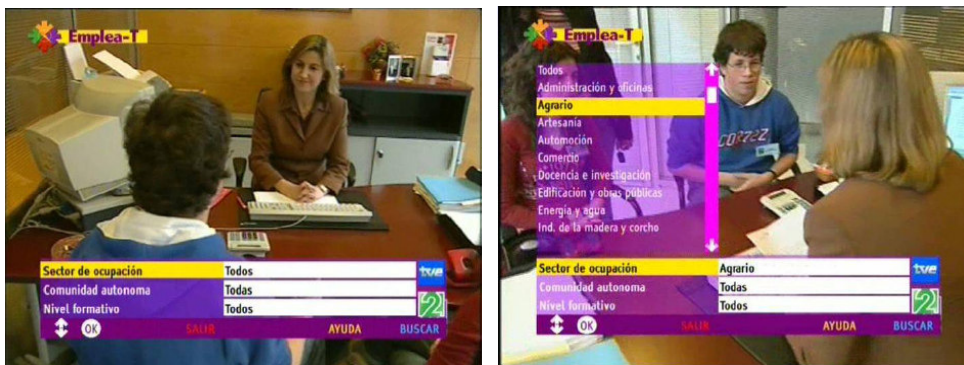 Emplea-T
Sector de ocupación Todos
Comunidad autonoma Todas
Nivel formativo Todos
OK SALIR AYUDA BUSCAR
tve
2
Emplea-T
Todos
Administración y oficinas
Agrario
Artesanía
Automoción
Comercio
Docencia e investigación
Edificación y obras públicas
Energía y agua
Ind. de la madera y corcho
CORTEZ
Sector de ocupación Agrario
Comunidad autonoma Todas
Nivel formativo Todos
OK SALIR AYUDA BUSCAR
tve
2